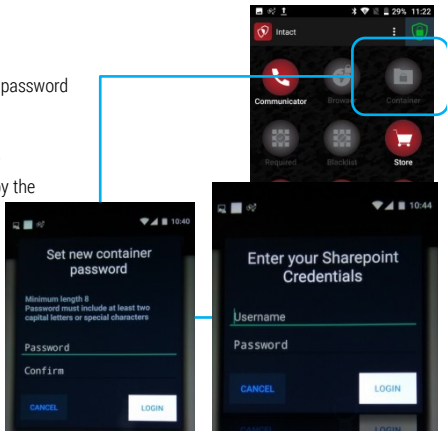 29% 11:22
Intact
password
Communicator
Browser
Container
Required
Blacklist
Store
by the
10:40
Set new container
password
Minimum length 8
Password must include at least two
capital letters or special characters
Password
Confirm
CANCEL
LOGIN
10:44
Enter your Sharepoint
Credentials
Username
Password
CANCEL
LOGIN